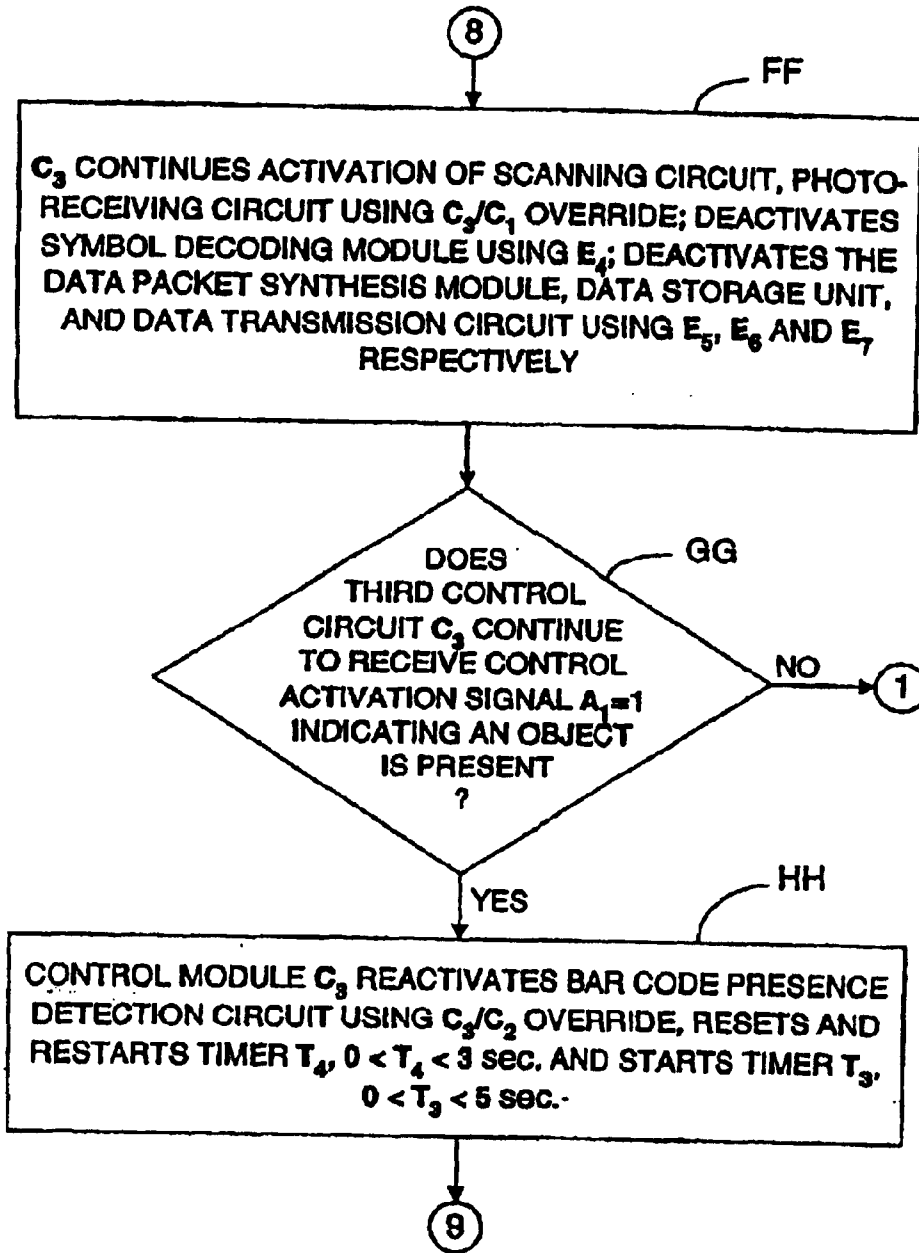 8
FF
C₃ CONTINUES ACTIVATION OF SCANNING CIRCUIT, PHOTO-
RECEIVING CIRCUIT USING C₃/C₁ OVERRIDE; DEACTIVATES
SYMBOL DECODING MODULE USING E₄; DEACTIVATES THE
DATA PACKET SYNTHESIS MODULE, DATA STORAGE UNIT,
AND DATA TRANSMISSION CIRCUIT USING E₅, E₆ AND E₇
RESPECTIVELY
GG
DOES
THIRD CONTROL
CIRCUIT C₃ CONTINUE
TO RECEIVE CONTROL
ACTIVATION SIGNAL A₁=1
INDICATING AN OBJECT
IS PRESENT
?
NO
1
YES
HH
CONTROL MODULE C₃ REACTIVATES BAR CODE PRESENCE
DETECTION CIRCUIT USING C₃/C₂ OVERRIDE, RESETS AND
RESTARTS TIMER T₄, 0 < T₄ < 3 sec. AND STARTS TIMER T₃,
0 < T₃ < 5 sec.-
9